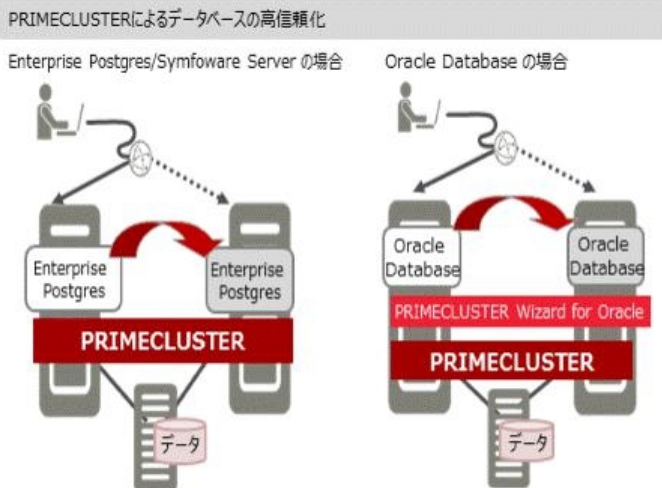 PRIMECLUSTERによるデータベースの高信頼化
Enterprise Postgres/Symfoware Server の場合
Enterprise
Postgres
Enterprise
Postgres
PRIMECLUSTER
データ
Oracle Database の場合
Oracle
Database
Oracle
Database
PRIMECLUSTER Wizard for Oracle
PRIMECLUSTER
データ